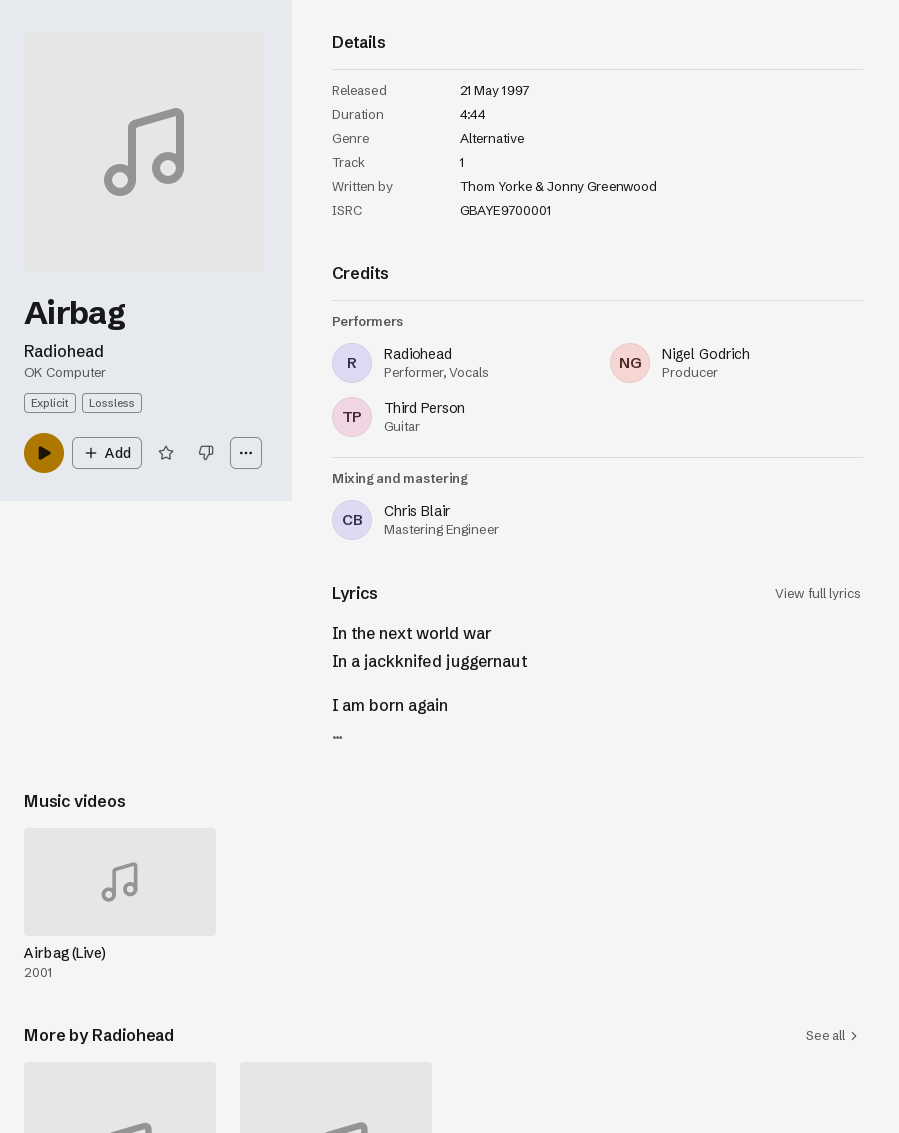 Airbag
Radiohead
OK Computer
Explicit Lossless
Add
Details
Released 21 May 1997
Duration 4:44
Genre Alternative
Track 1
Written by Thom Yorke & Jonny Greenwood
ISRC GBAYE9700001
Credits
Performers
R Radiohead
Performer, Vocals
NG Nigel Godrich
Producer
TP Third Person
Guitar
Mixing and mastering
CB Chris Blair
Mastering Engineer
Lyrics View full lyrics
In the next world war
In a jackknifed juggernaut
I am born again
…
Music videos
Airbag (Live)
2001
More by Radiohead See all